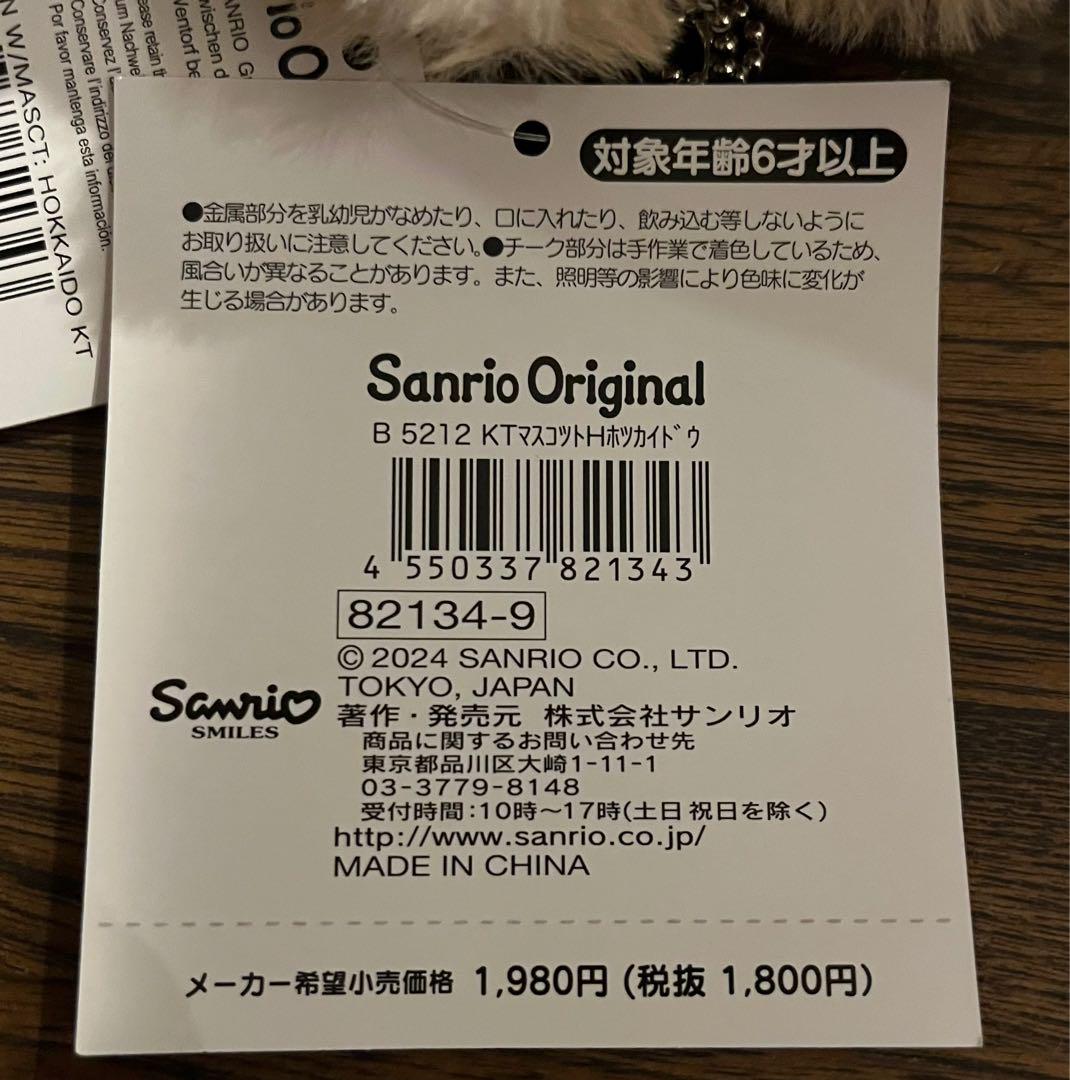 対象年齢6才以上
●金属部分を乳幼児がなめたり、口に入れたり、飲み込む等しないように
お取り扱いに注意してください。●チーク部分は手作業で着色しているため、
風合いが異なることがあります。また、照明等の影響により色味に変化が
生じる場合があります。
Sanrio Original
B 5212 KTマスコツトHホツカイドウ
4 550337 821343
82134-9
© 2024 SANRIO CO., LTD.
TOKYO, JAPAN
Sanrio
SMILES
著作・発売元 株式会社サンリオ
商品に関するお問い合わせ先
東京都品川区大崎1-11-1
03-3779-8148
受付時間:10時～17時(土日祝日を除く)
http://www.sanrio.co.jp/
MADE IN CHINA
メーカー希望小売価格 1,980円 (税抜 1,800円)
W/MASCT: HOKKAIDO KT
Por favor mantenga esta información.
Conservare l'indirizzo
Conservez
retain
SANRIO
Wentorf